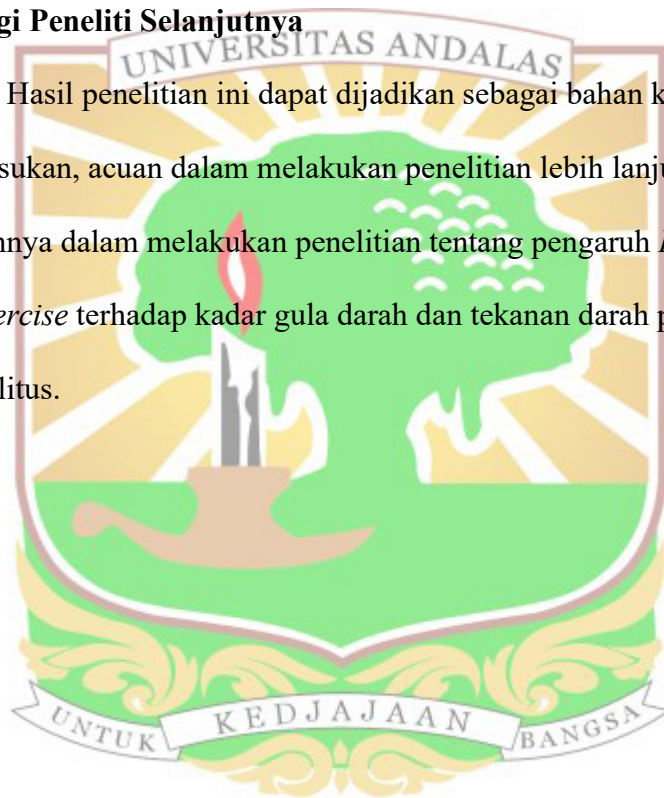 gi Peneliti Selanjutnya
UNIVERSITAS ANDALAS
Hasil penelitian ini dapat dijadikan sebagai bahan k
sukan, acuan dalam melakukan penelitian lebih lanju
nnya dalam melakukan penelitian tentang pengaruh
ercise terhadap kadar gula darah dan tekanan darah p
litus.
UNTUK KEDJAJAAN BANGSA